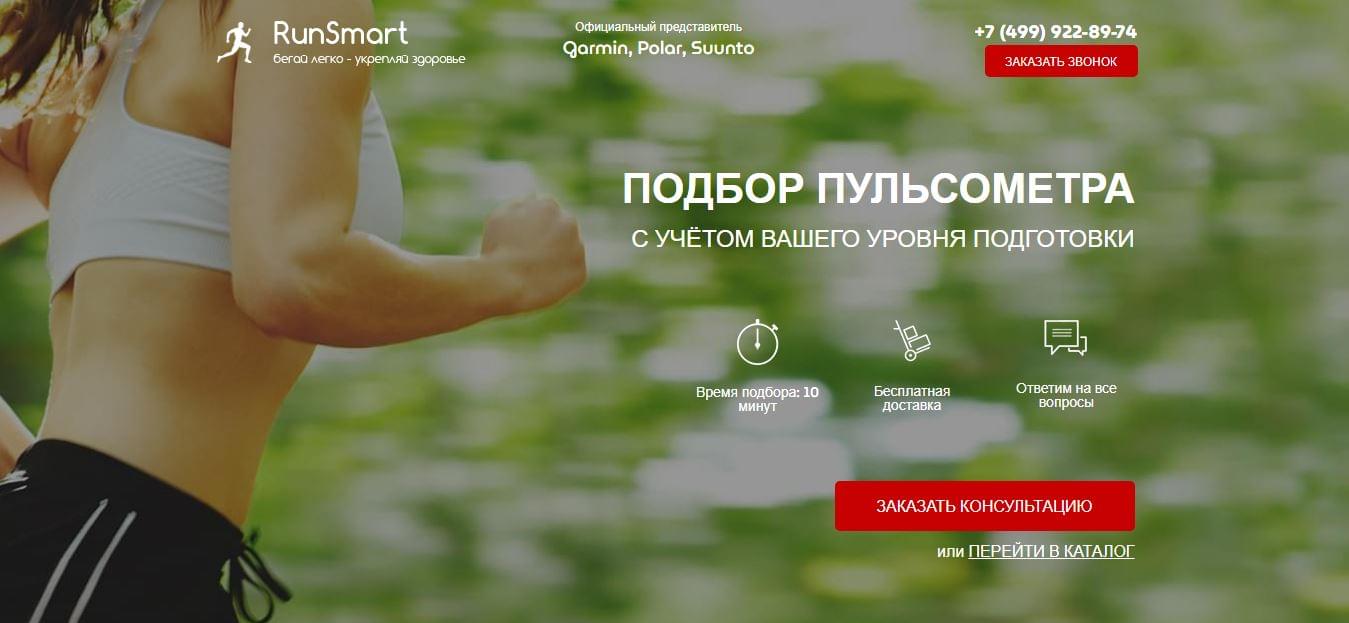 RunSmart
бегай легко - укрепляй здоровье
Официальный представитель
Garmin, Polar, Suunto
+7 (499) 922-89-74
ЗАКАЗАТЬ ЗВОНОК
ПОДБОР ПУЛЬСОМЕТРА
С УЧЁТОМ ВАШЕГО УРОВНЯ ПОДГОТОВКИ
Время подбора: 10
минут
Бесплатная
доставка
Ответим на все
вопросы
ЗАКАЗАТЬ КОНСУЛЬТАЦИЮ
или ПЕРЕЙТИ В КАТАЛОГ